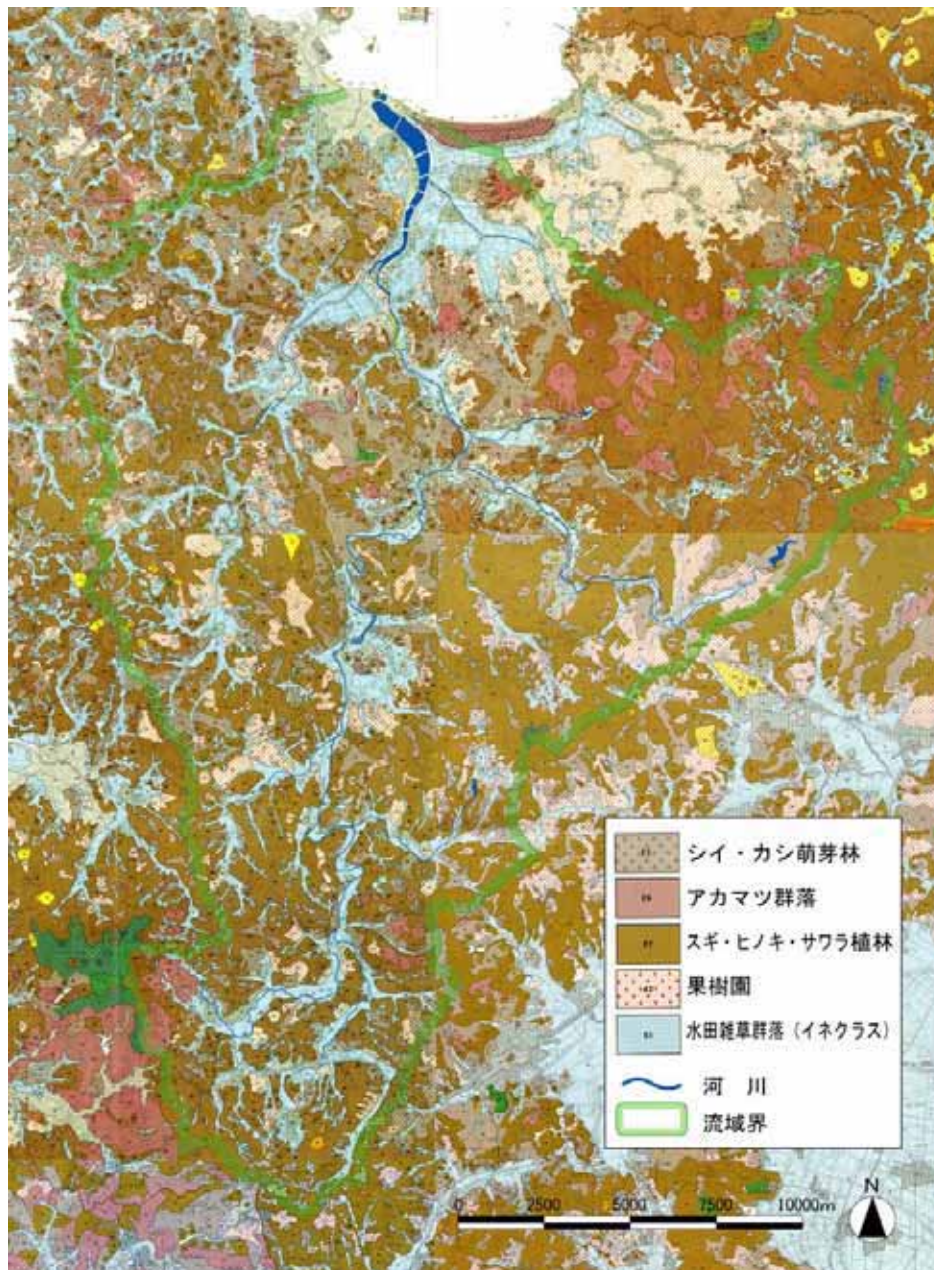 シイ・カシ萌芽林
アカマツ群落
スギ・ヒノキ・サワラ植林
果樹園
水田雑草群落(イネクラス)
河 川
流域界
N
0 2500 5000 7500 10000m